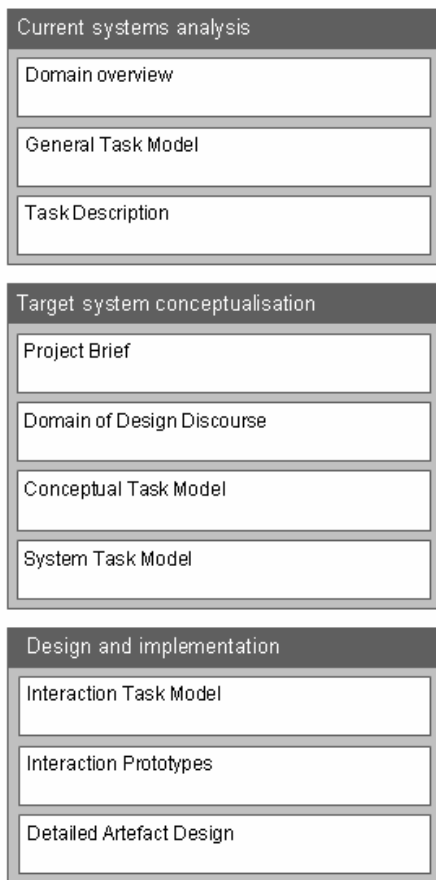 Current systems analysis
Domain overview
General Task Model
Task Description
Target system conceptualisation
Project Brief
Domain of Design Discourse
Conceptual Task Model
System Task Model
Design and implementation
Interaction Task Model
Interaction Prototypes
Detailed Artefact Design